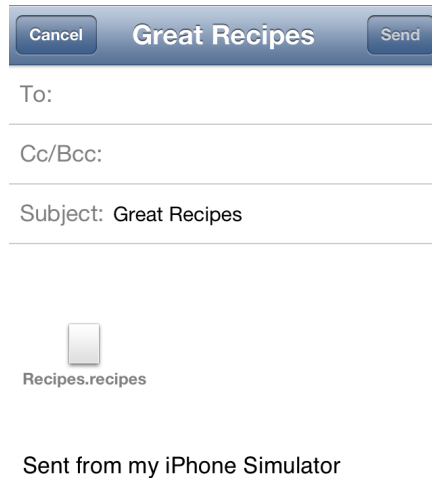 Cancel Great Recipes Send
To:
Cc/Bcc:
Subject: Great Recipes
Recipes.recipes
Sent from my iPhone Simulator